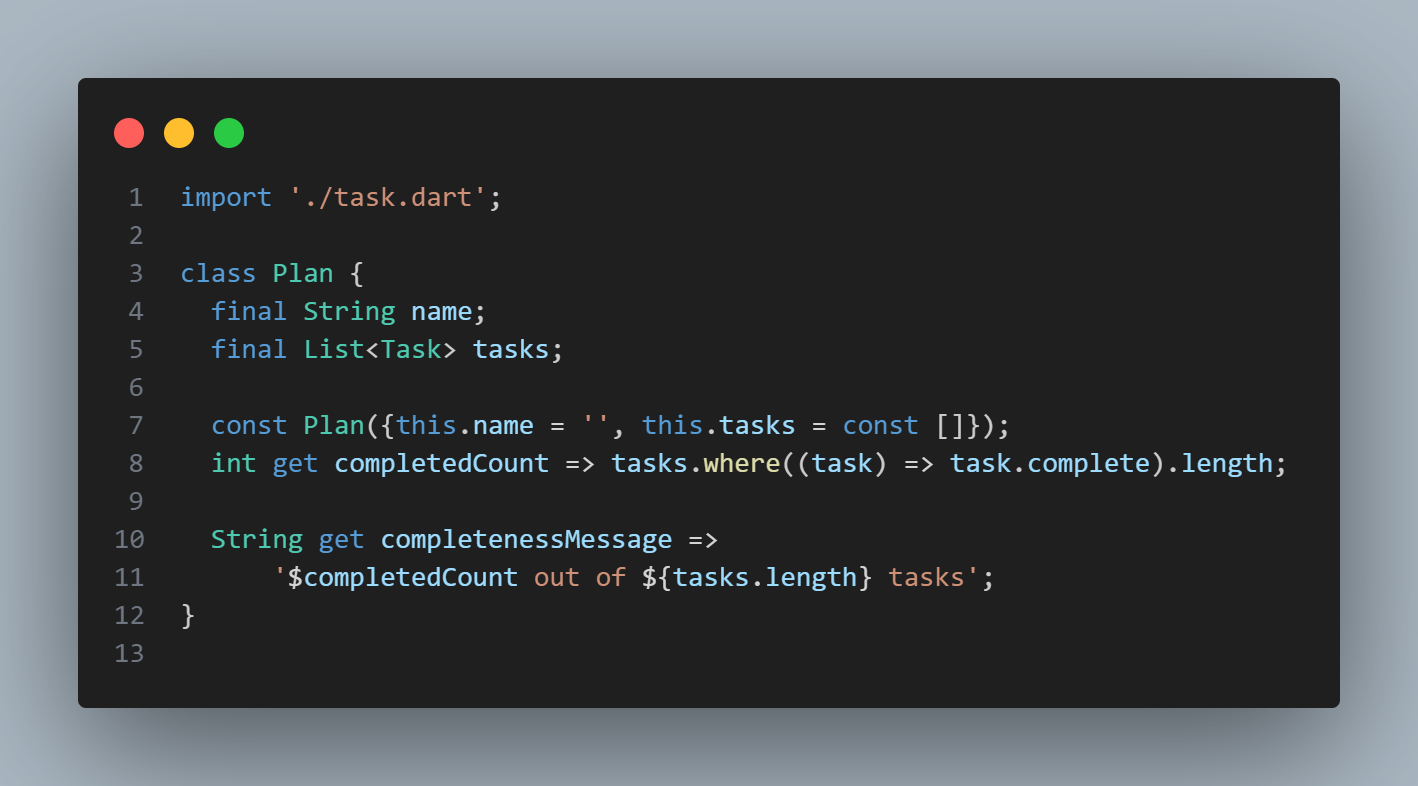 1 import './task.dart';
2
3 class Plan {
4   final String name;
5   final List<Task> tasks;
6
7   const Plan({this.name = '', this.tasks = const []});
8   int get completedCount => tasks.where((task) => task.complete).length;
9
10   String get completenessMessage =>
11       '$completedCount out of ${tasks.length} tasks';
12 }
13